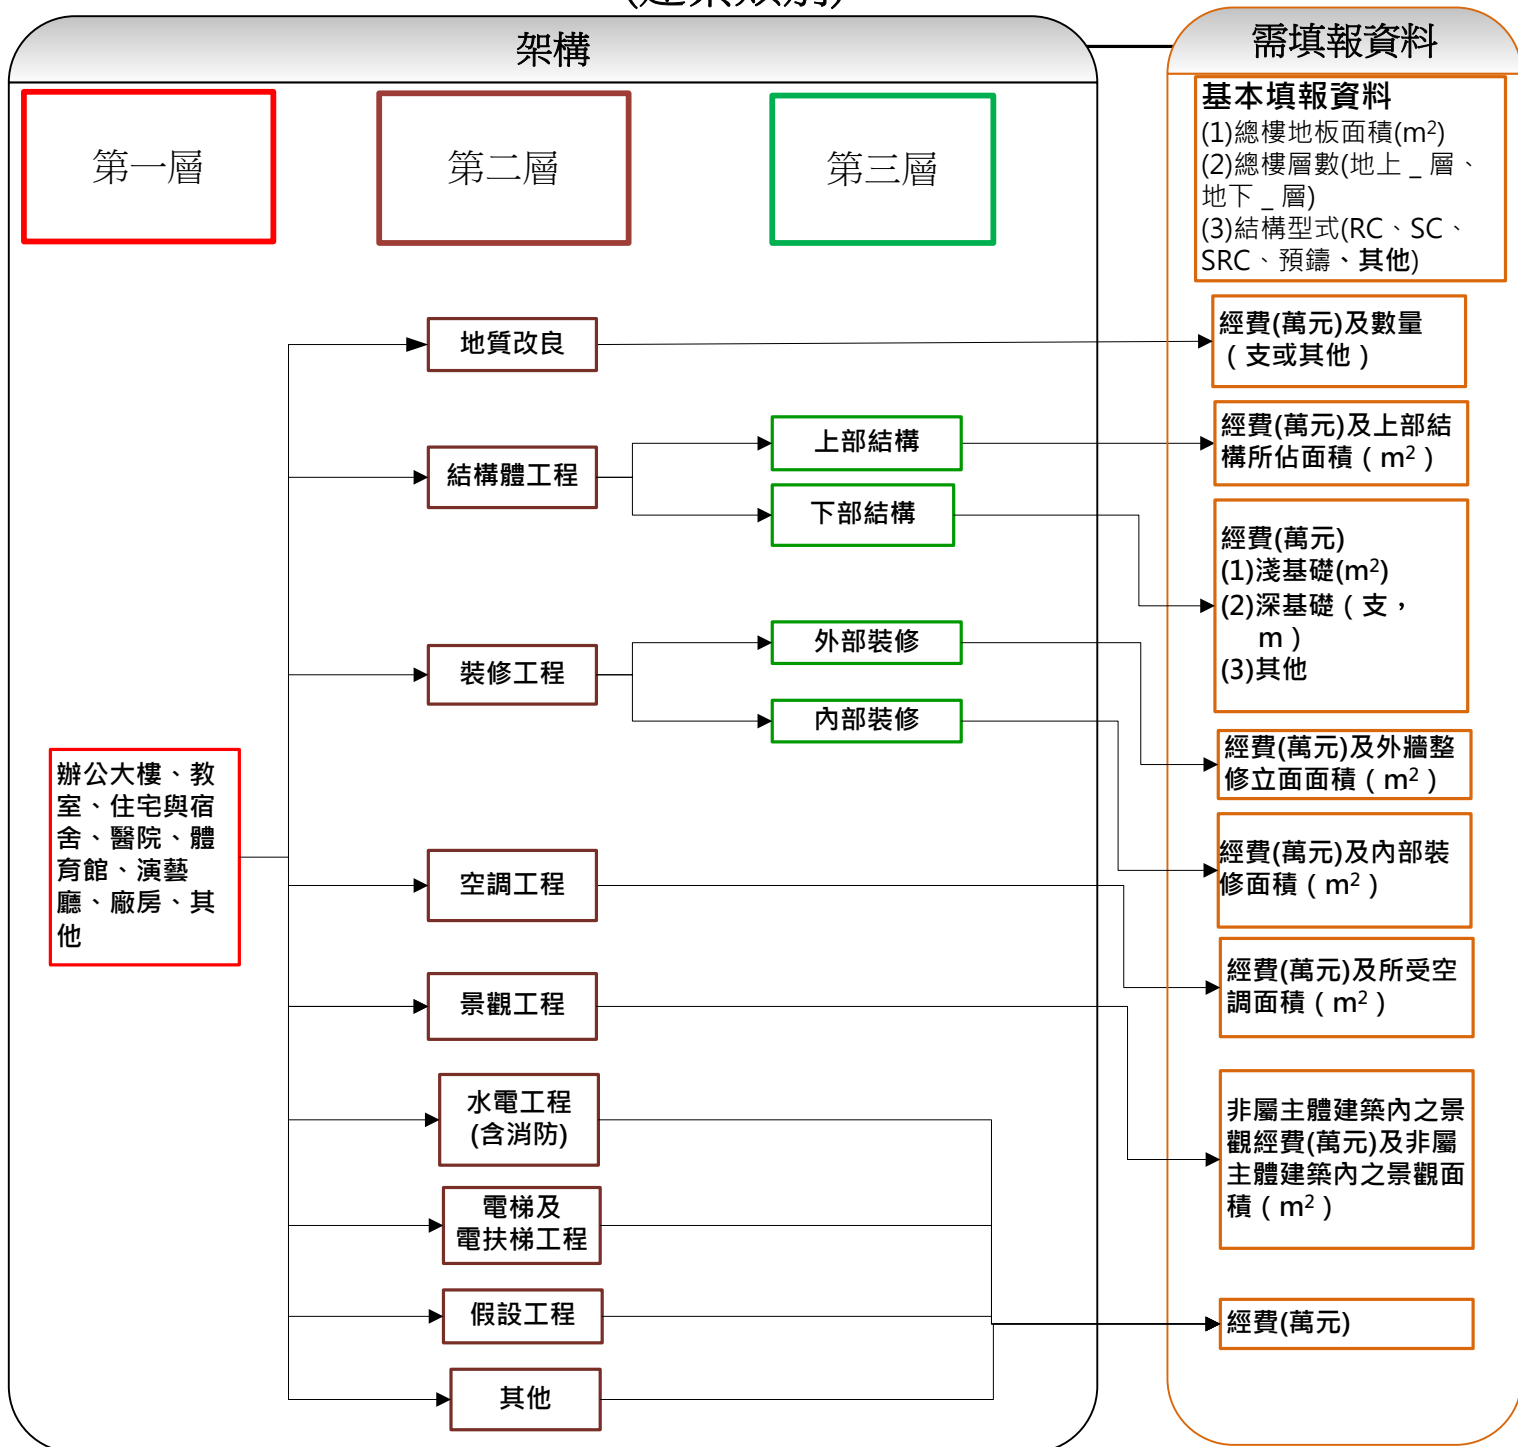 (建築類別)
架構
需填報資料
第一層
第二層
第三層
基本填報資料
(1)總樓地板面積(m²)
(2)總樓層數(地上 _ 層、
地下 _ 層)
(3)結構型式(RC、SC、
SRC、預鑄、其他)
地質改良
經費(萬元)及數量
(支或其他)
結構體工程
上部結構
經費(萬元)及上部結
構所佔面積(m²)
下部結構
經費(萬元)
(1)淺基礎(m²)
(2)深基礎(支,
m)
(3)其他
裝修工程
外部裝修
經費(萬元)及外牆整
修立面面積(m²)
內部裝修
經費(萬元)及內部裝
修面積(m²)
辦公大樓、教
室、住宅與宿
舍、醫院、體
育館、演藝
廳、廠房、其
他
空調工程
經費(萬元)及所受空
調面積(m²)
景觀工程
非屬主體建築內之景
觀經費(萬元)及非屬
主體建築內之景觀面
積(m²)
水電工程
(含消防)
電梯及
電扶梯工程
假設工程
其他
經費(萬元)